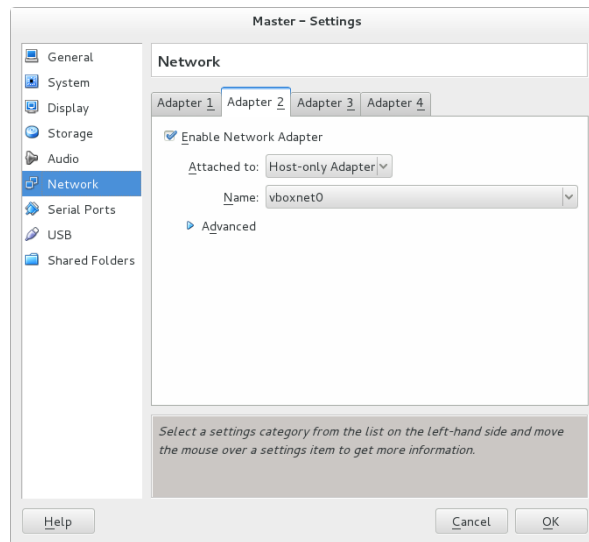 Master – Settings
General
System
Display
Storage
Audio
Network
Serial Ports
USB
Shared Folders
Network
Adapter 1 Adapter 2 Adapter 3 Adapter 4
Enable Network Adapter
Attached to: Host-only Adapter
Name: vboxnet0
Advanced
Select a settings category from the list on the left-hand side and move
the mouse over a settings item to get more information.
Help Cancel OK